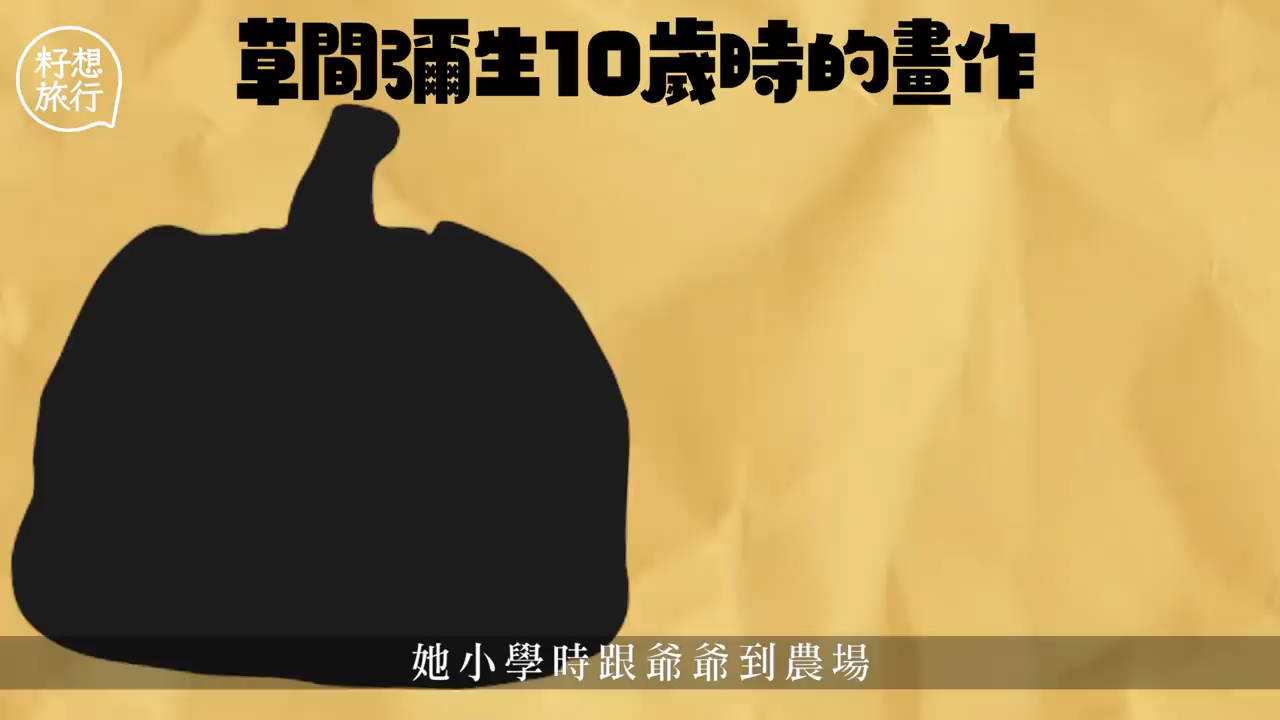 籽想
旅行
草間彌生10歲時的畫作
她小學時跟爺爺到農場